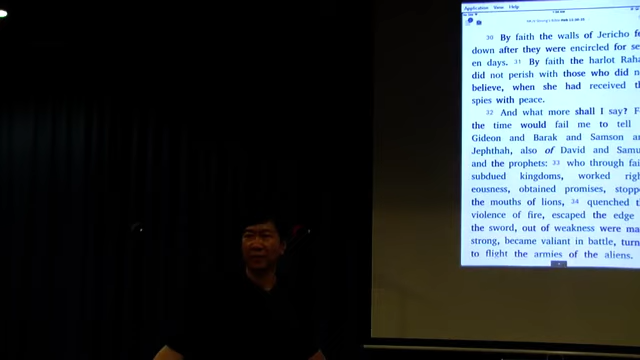 Application View Help
30 By faith the walls of Jericho
down after they were encircled for
en days. 31 By faith the harlot
did not perish with those who did
believe, when she had received
spies with peace.
32 And what more shall I say?
the time would fail me to tell
Gideon and Barak and Samson
Jephthah, also of David and
and the prophets: 33 who through
subdued kingdoms, worked
eousness, obtained promises,
the mouths of lions, 34 quenched
violence of fire, escaped the edge
the sword, out of weakness were
strong, became valiant in battle,
to flight the armies of the aliens.